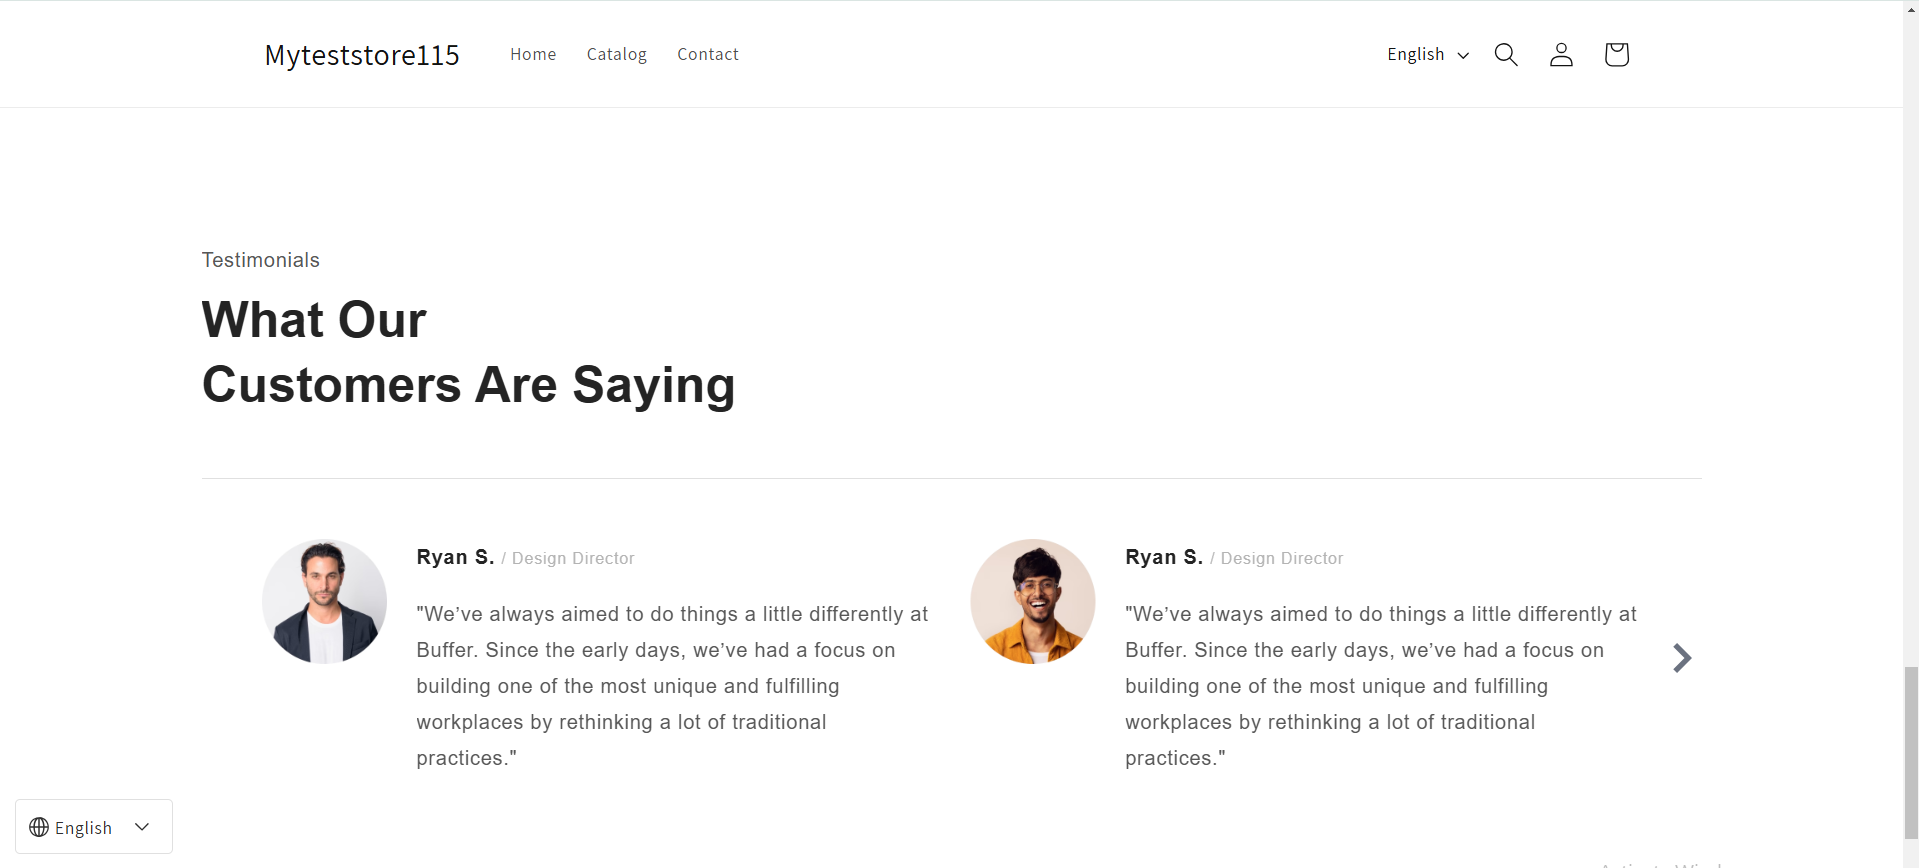 Myteststore115 Home Catalog Contact English
Testimonials
What Our
Customers Are Saying
Ryan S. / Design Director
"We’ve always aimed to do things a little differently at
Buffer. Since the early days, we’ve had a focus on
building one of the most unique and fulfilling
workplaces by rethinking a lot of traditional
practices."
Ryan S. / Design Director
"We’ve always aimed to do things a little differently at
Buffer. Since the early days, we’ve had a focus on
building one of the most unique and fulfilling
workplaces by rethinking a lot of traditional
practices."
English